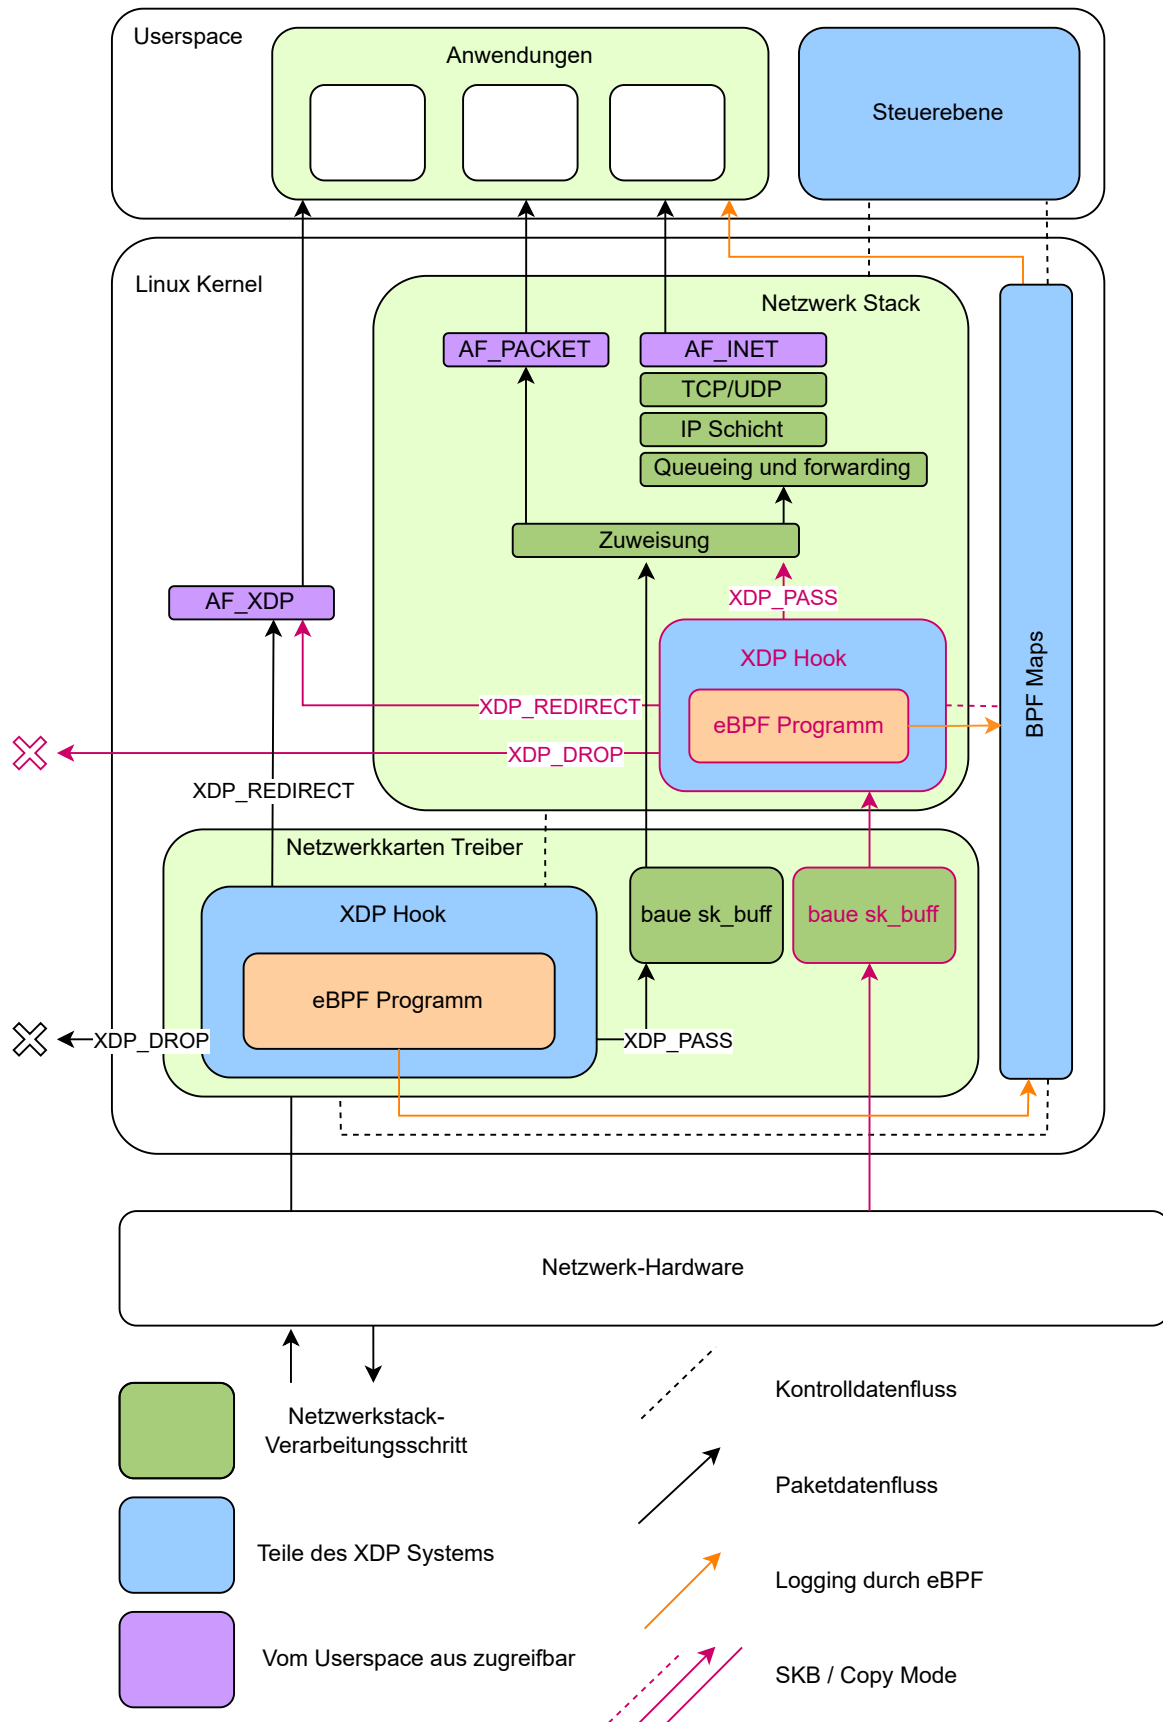 Userspace
Anwendungen
Steuerebene
Linux Kernel
Netzwerk Stack
AF_PACKET
AF_INET
TCP/UDP
IP Schicht
Queueing und forwarding
Zuweisung
AF_XDP
XDP_PASS
XDP Hook
XDP_REDIRECT
eBPF Programm
XDP_DROP
BPF Maps
XDP_REDIRECT
Netzwerkkarten Treiber
XDP Hook
baue sk_buff
baue sk_buff
eBPF Programm
XDP_DROP
XDP_PASS
Netzwerk-Hardware
Netzwerkstack-
Verarbeitungsschritt
Teile des XDP Systems
Vom Userspace aus zugreifbar
Kontrolldatenfluss
Paketdatenfluss
Logging durch eBPF
SKB / Copy Mode